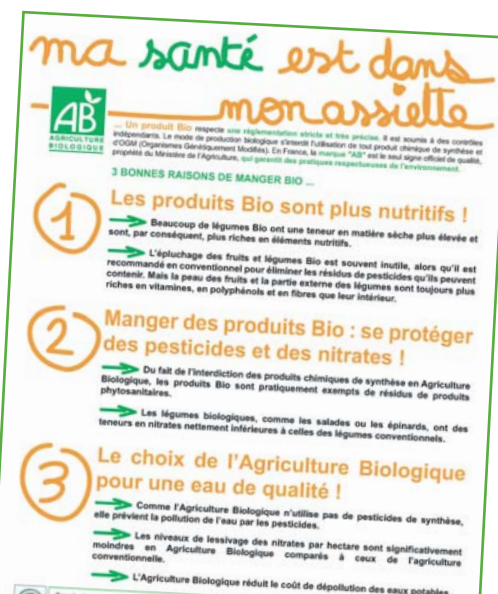 ma santé est dans
mon assiette
AB
AGRICULTURE
BIOLOGIQUE
... Un produit Bio respecte une réglementation stricte et très précise. Il est soumis à des contrôles
indépendants. Le mode de production biologique s'interdit l'utilisation de tout produit chimique de synthèse et
d'OGM (Organismes Génétiquement Modifiés). En France, la marque "AB" est le seul signe officiel de qualité,
propriété du Ministère de l'Agriculture, qui garantit des pratiques respectueuses de l'environnement.
3 BONNES RAISONS DE MANGER BIO ...
1
Les produits Bio sont plus nutritifs !
Beaucoup de légumes Bio ont une teneur en matière sèche plus élevée et
sont, par conséquent, plus riches en éléments nutritifs.
L'épluchage des fruits et légumes Bio est souvent inutile, alors qu'il est
recommandé en conventionnel pour éliminer les résidus de pesticides qu'ils peuvent
contenir. Mais la peau des fruits et la partie externe des légumes sont toujours plus
riches en vitamines, en polyphénols et en fibres que leur intérieur.
2
Manger des produits Bio : se protéger
des pesticides et des nitrates !
Du fait de l'interdiction des produits chimiques de synthèse en Agriculture
Biologique, les produits Bio sont pratiquement exempts de résidus de produits
phytosanitaires.
Les légumes biologiques, comme les salades ou les épinards, ont des
teneurs en nitrates nettement inférieures à celles des légumes conventionnels.
3
Le choix de l'Agriculture Biologique
pour une eau de qualité !
Comme l'Agriculture Biologique n'utilise pas de pesticides de synthèse,
elle prévient la pollution de l'eau par les pesticides.
Les niveaux de lessivage des nitrates par hectare sont significativement
moindres en Agriculture Biologique comparés à ceux de l'agriculture
conventionnelle.
L'Agriculture Biologique réduit le coût de dépollution des eaux potables